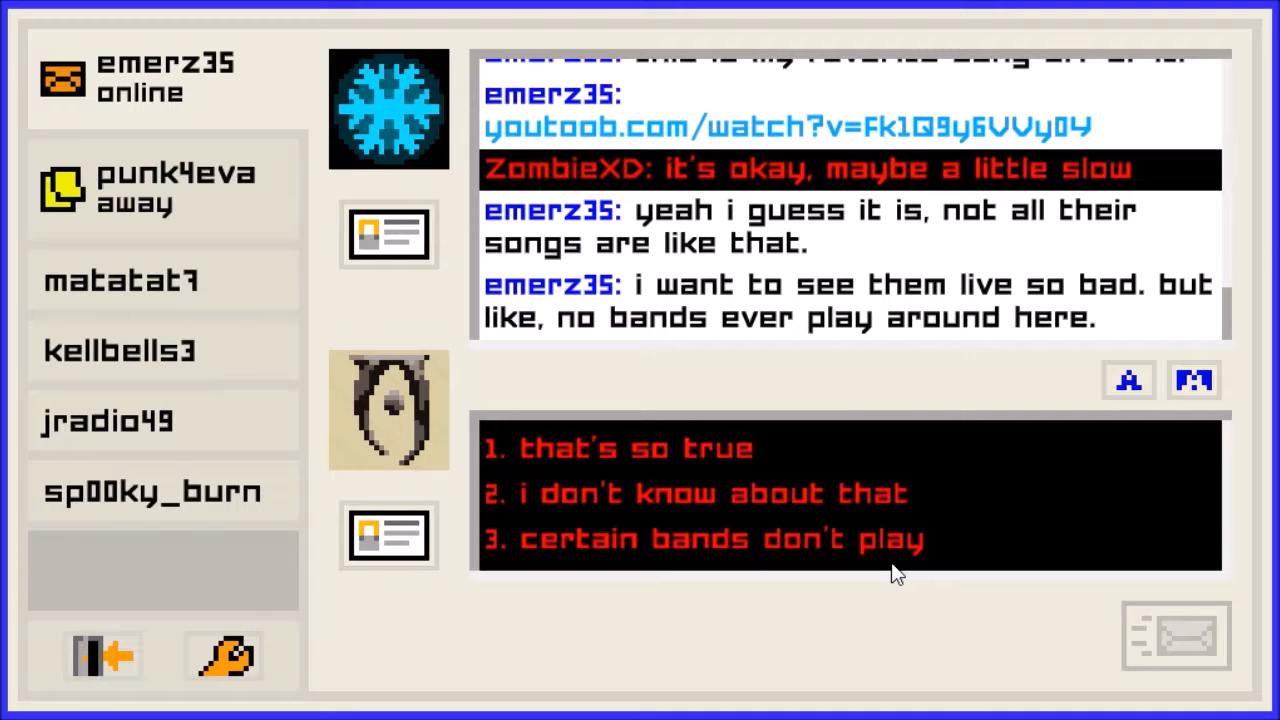 emerz35
online
punk4eva
away
matatat7
kellbells3
jradio49
sp00ky_burn
emerz35:
youtoob.com/watch?v=Fk1Q9y6VVy04
ZombieXD: it's okay, maybe a little slow
emerz35: yeah i guess it is, not all their
songs are like that.
emerz35: i want to see them live so bad. but
like, no bands ever play around here.
A
1. that's so true
2. i don't know about that
3. certain bands don't play